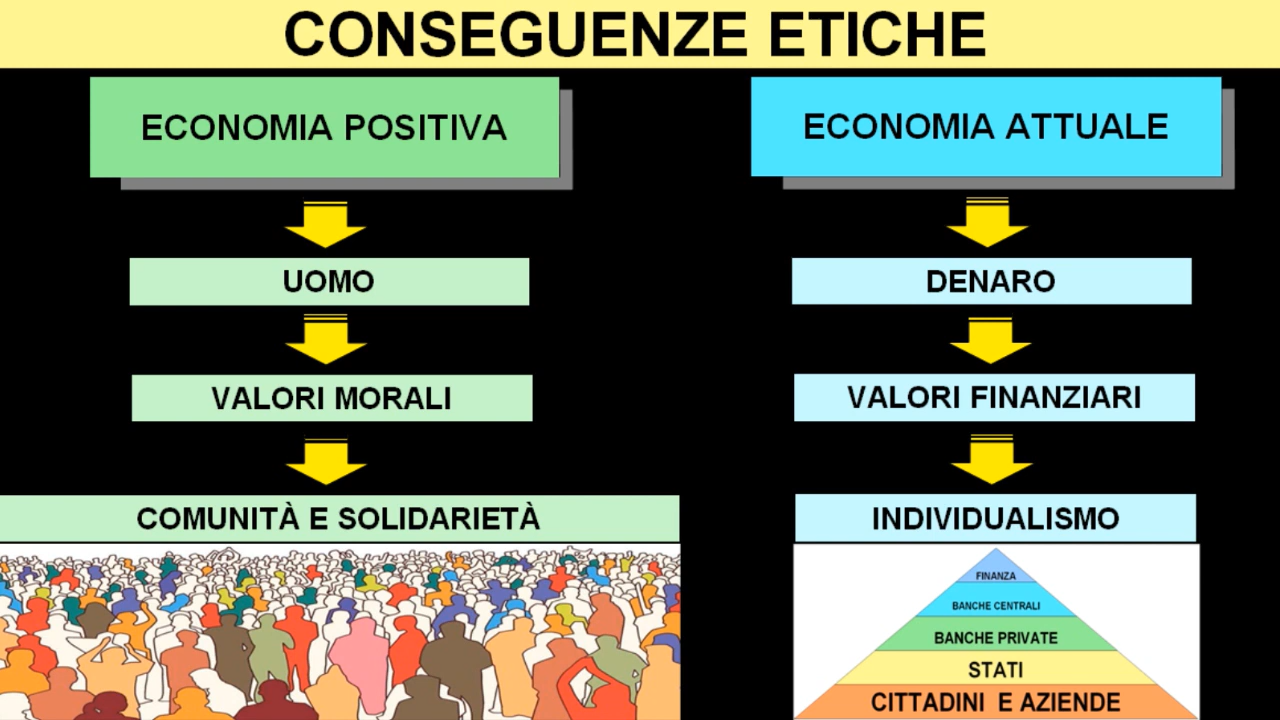 CONSEGUENZE ETICHE
ECONOMIA POSITIVA
UOMO
VALORI MORALI
COMUNITÀ E SOLIDARIETÀ
ECONOMIA ATTUALE
DENARO
VALORI FINANZIARI
INDIVIDUALISMO
FINANZA
BANCHE CENTRALI
BANCHE PRIVATE
STATI
CITTADINI E AZIENDE